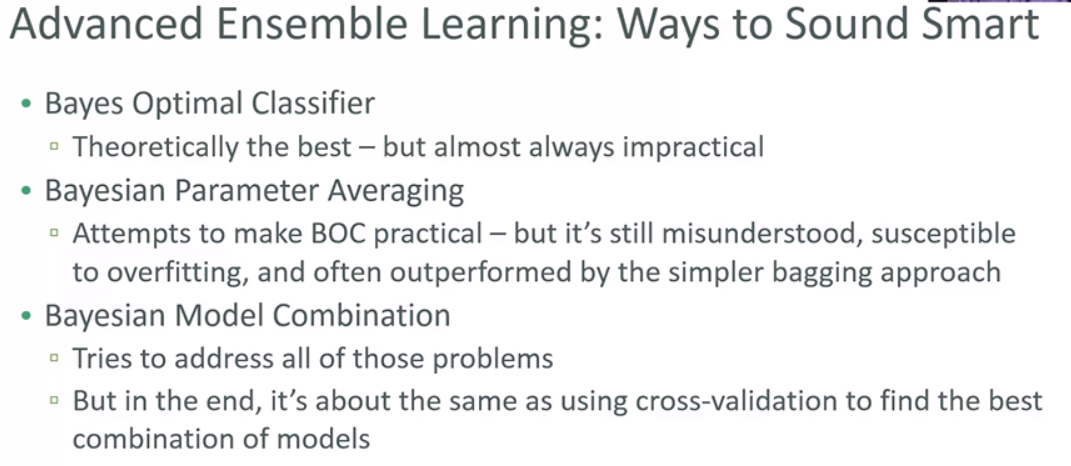 Advanced Ensemble Learning: Ways to Sound Smart
• Bayes Optimal Classifier
▫ Theoretically the best – but almost always impractical
• Bayesian Parameter Averaging
▫ Attempts to make BOC practical – but it’s still misunderstood, susceptible
to overfitting, and often outperformed by the simpler bagging approach
• Bayesian Model Combination
▫ Tries to address all of those problems
▫ But in the end, it’s about the same as using cross-validation to find the best
combination of models